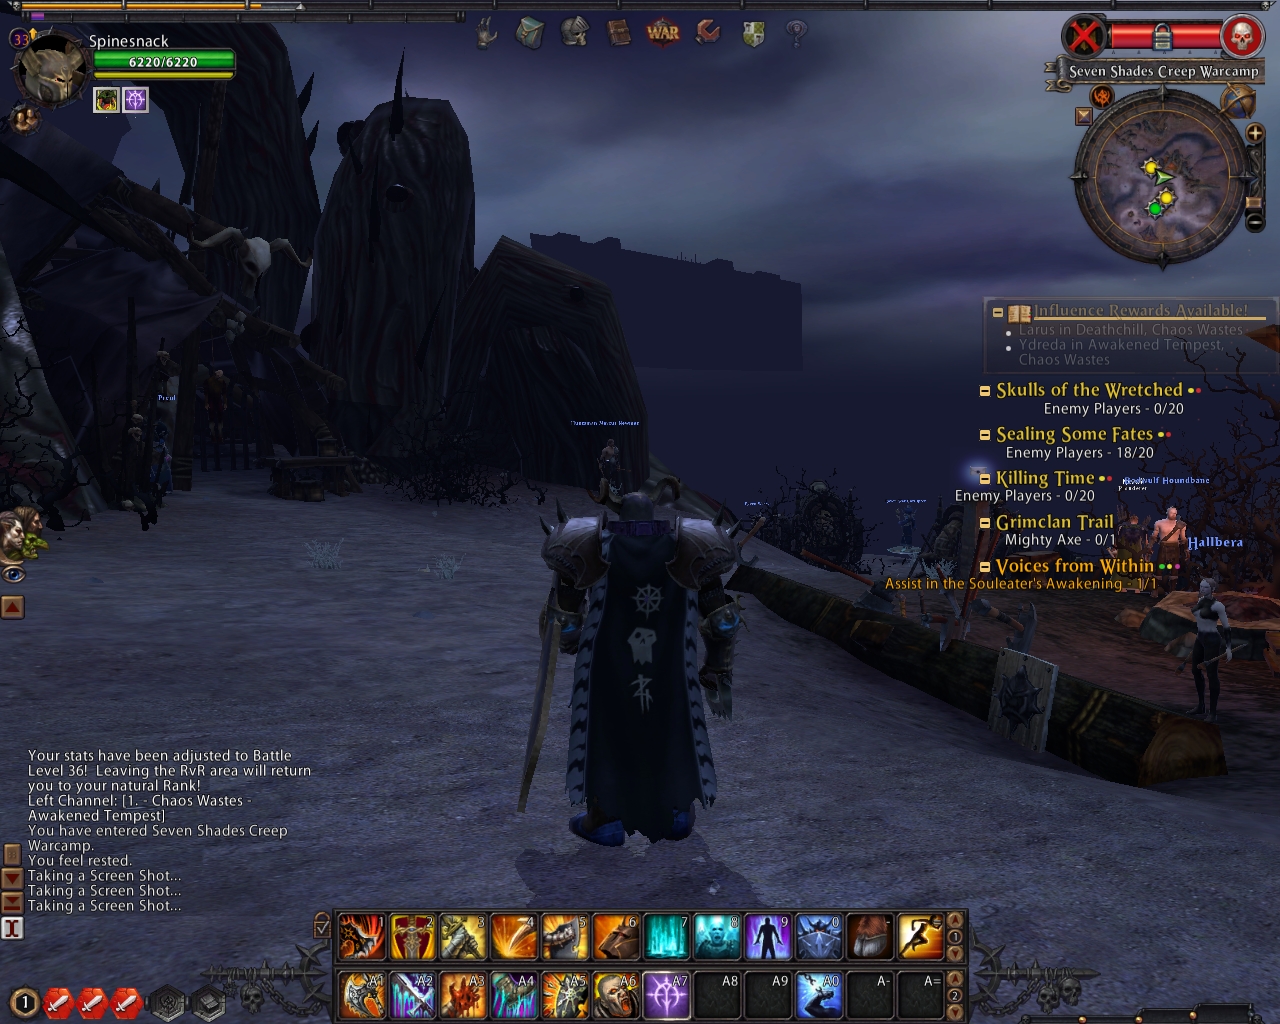 33
Spinesnack
6220/6220
WAR
Seven Shades Creep Warcamp
Influence Rewards Available!
Larus in Deathchill, Chaos Wastes
Ydreda in Awakened Tempest,
Chaos Wastes
Skulls of the Wretched
Enemy Players - 0/20
Sealing Some Fates
Enemy Players - 18/20
Killing Time
Enemy Players - 0/20
Grimclan Trail
Mighty Axe - 0/1
Voices from Within
Assist in the Souleater's Awakening - 1/1
Hallbera
Your stats have been adjusted to Battle
Level 36! Leaving the RvR area will return
you to your natural Rank!
Left Channel: [1. - Chaos Wastes -
Awakened Tempest]
You have entered Seven Shades Creep
Warcamp.
You feel rested.
Taking a Screen Shot...
Taking a Screen Shot...
Taking a Screen Shot...
1 2 3 4 5 6 7 8 9 0 - = 1
A1 A2 A3 A4 A5 A6 A7 A8 A9 A0 A- A= 2
1